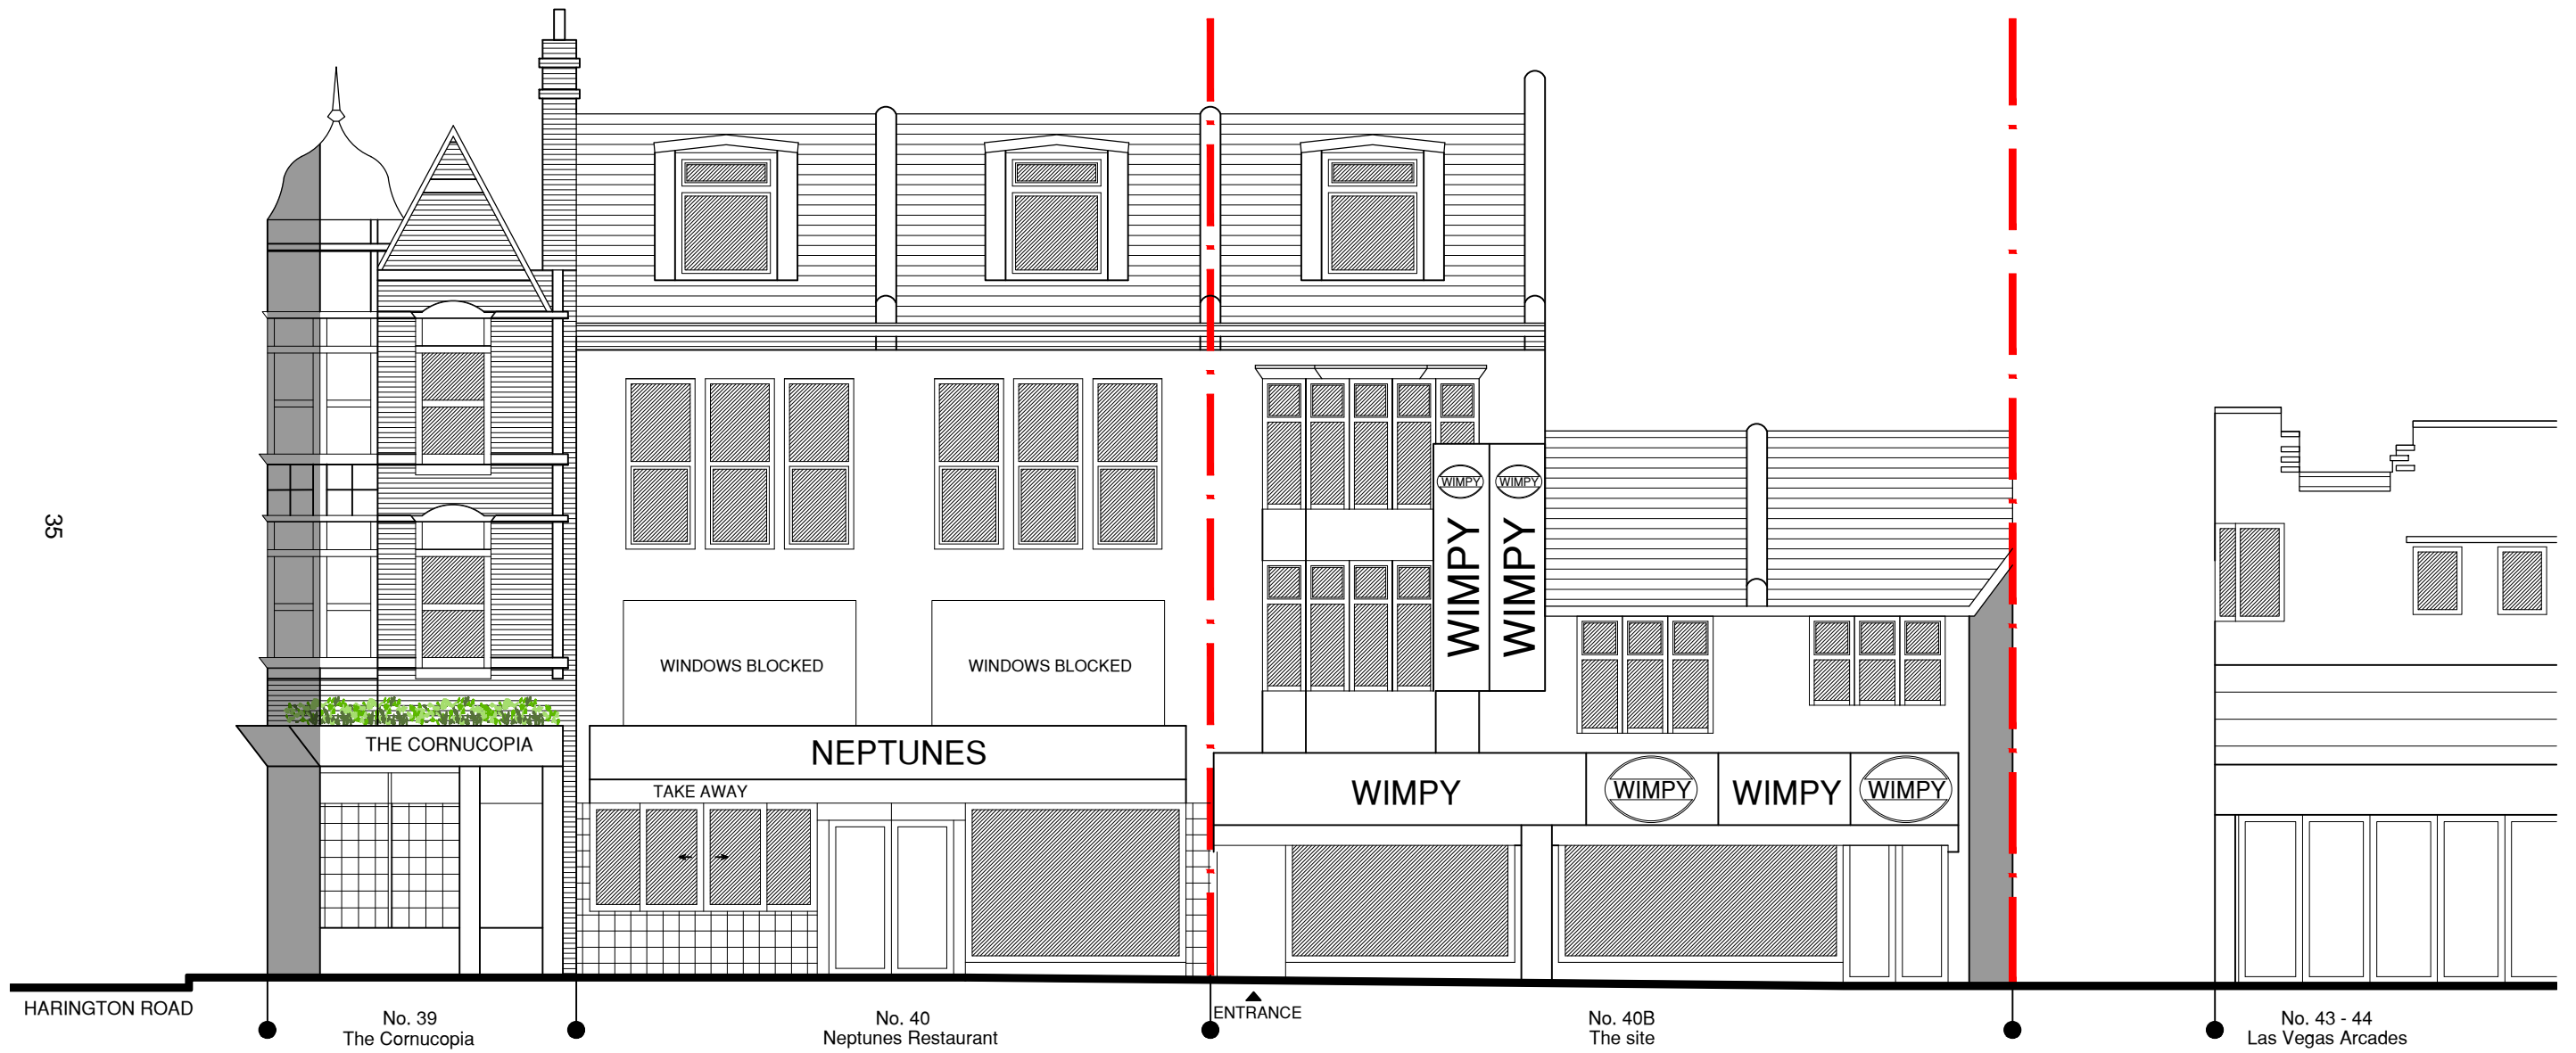 35
WIMPY
WIMPY
WIMPY
WIMPY
WINDOWS BLOCKED
WINDOWS BLOCKED
THE CORNUCOPIA
NEPTUNES
TAKE AWAY
WIMPY
WIMPY
WIMPY
WIMPY
HARINGTON ROAD
ENTRANCE
No. 39
The Cornucopia
No. 40
Neptunes Restaurant
No. 40B
The site
No. 43 - 44
Las Vegas Arcades